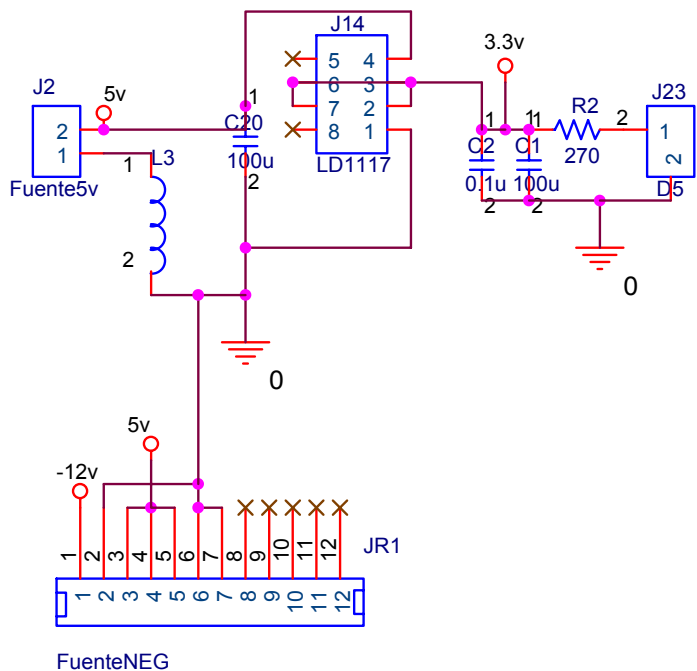 J14
3.3v
J2
5v
5 4
6 3
7 2
8 1
1
C20
100u
2
LD1117
2
1
Fuente5v
1
L3
2
1
C2
0.1u
2
1
1
C1
100u
2
R2
270
2
J23
1
2
D5
0
0
5v
-12v
1 2 3 4 5 6 7 8 9 10 11 12
JR1
1 2 3 4 5 6 7 8 9 10 11 12
FuenteNEG